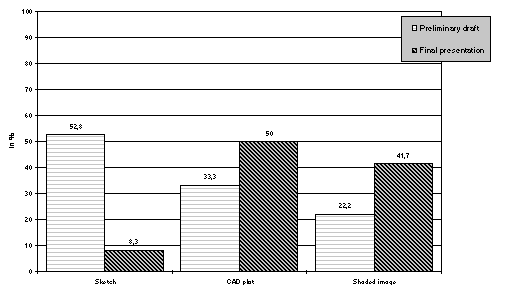 100
90
80
70
60
50
40
30
20
10
0
In %
52,8
8,3
33,3
50
22,2
41,7
Sketch
CAD plot
Shaded image
Preliminary draft
Final presentation